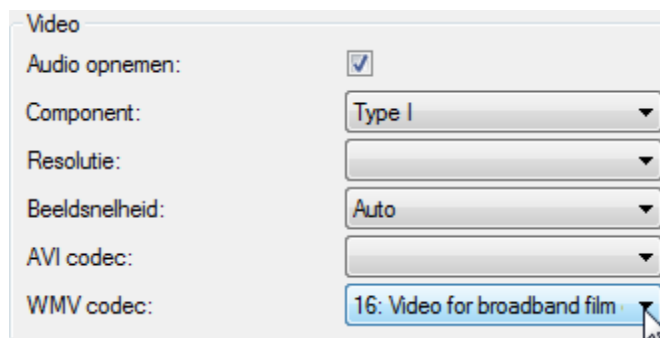 Video
Audio opnemen:
Component: Type I
Resolutie:
Beeldsnelheid: Auto
AVI codec:
WMV codec: 16: Video for broadband film